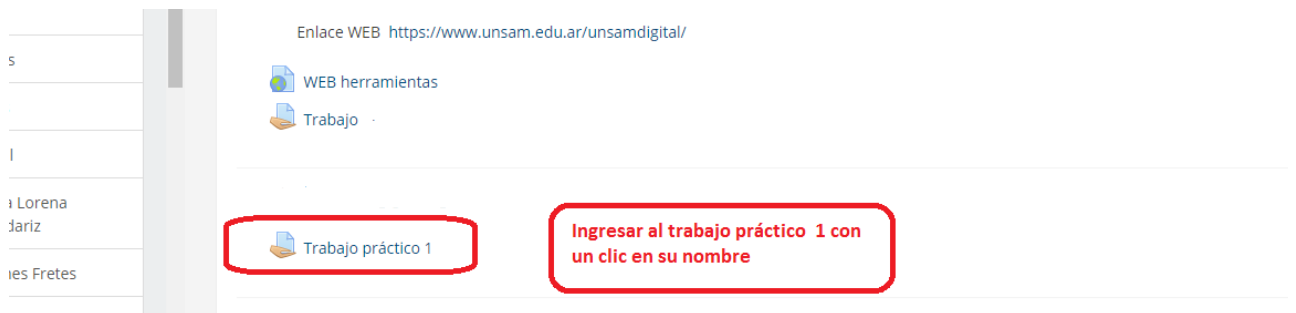 Enlace WEB https://www.unsam.edu.ar/unsamdigital/
s
WEB herramientas
Trabajo
l
a Lorena
dariz
Trabajo práctico 1
Ingresar al trabajo práctico 1 con
un clic en su nombre
nes Fretes